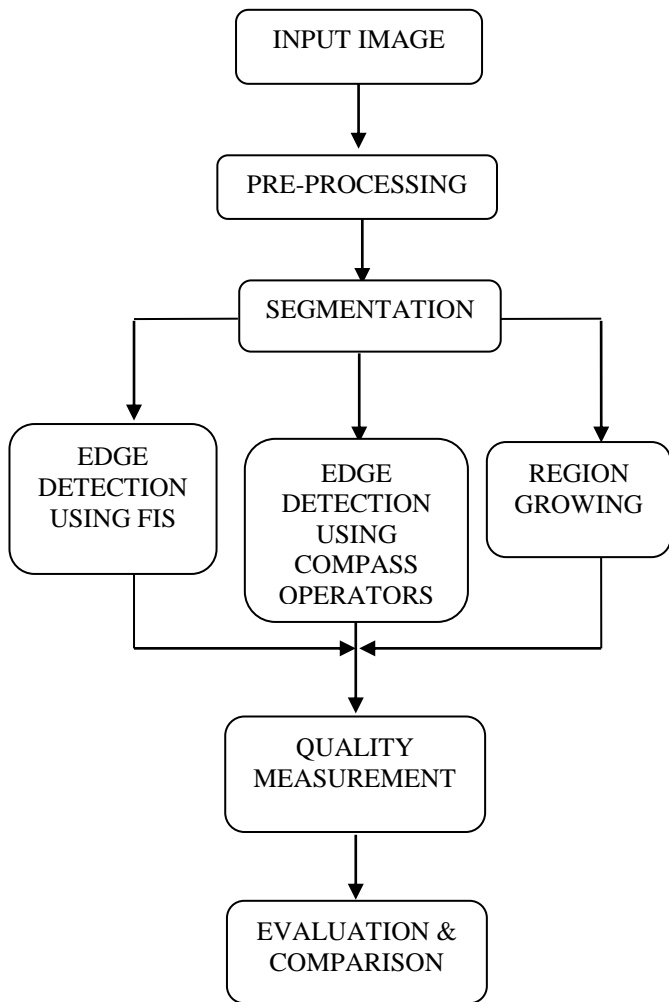 INPUT IMAGE
PRE-PROCESSING
SEGMENTATION
EDGE
DETECTION
USING FIS
EDGE
DETECTION
USING
COMPASS
OPERATORS
REGION
GROWING
QUALITY
MEASUREMENT
EVALUATION &
COMPARISON